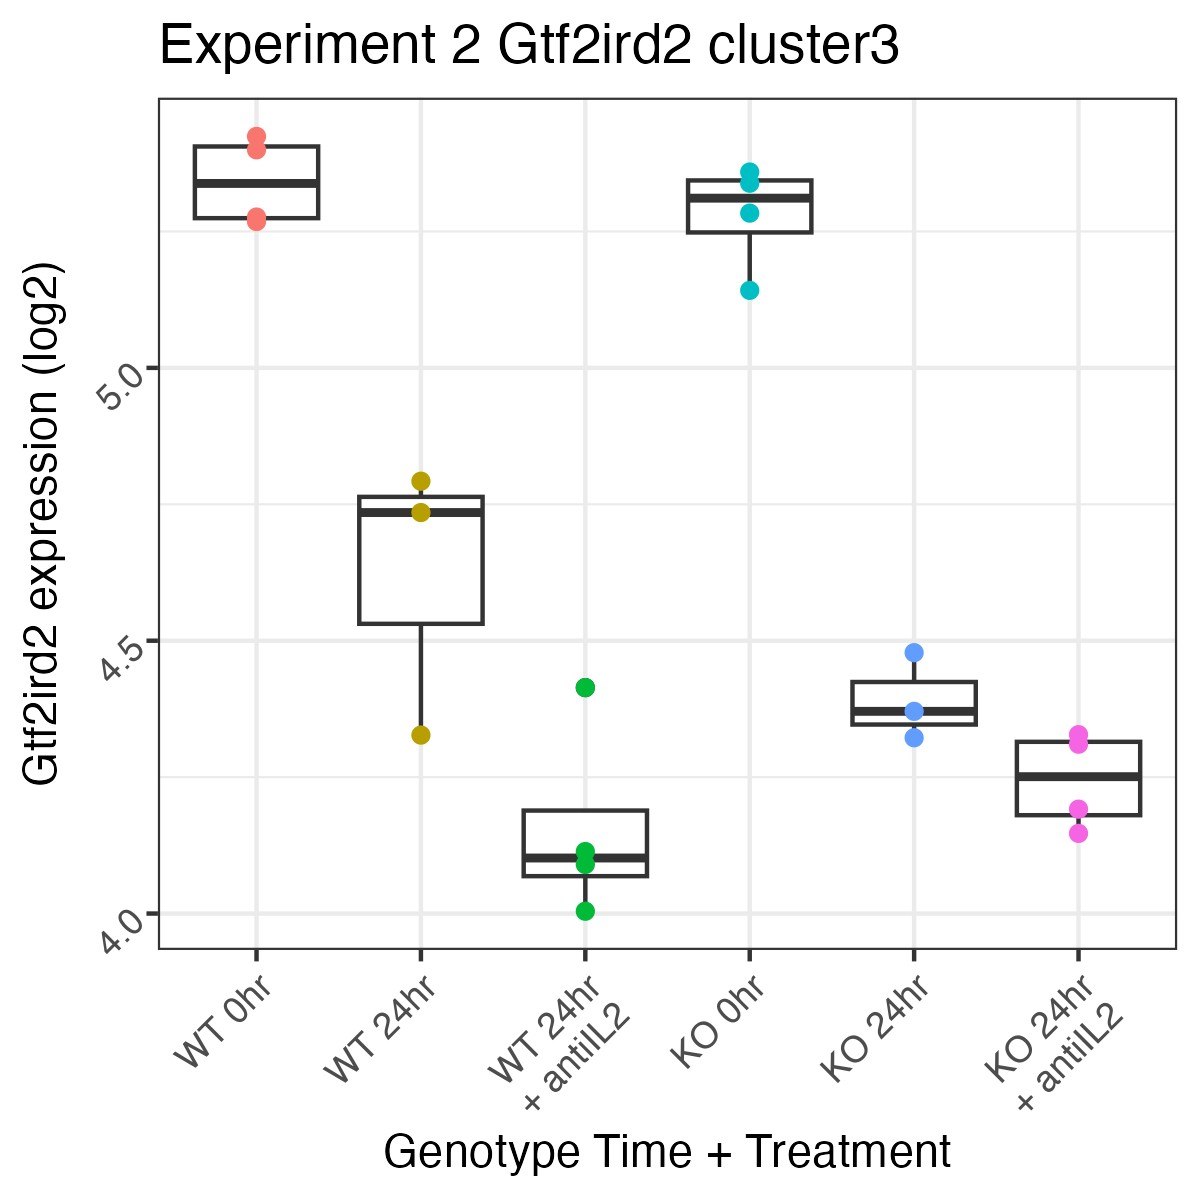 Experiment 2 Gtf2ird2 cluster3
Gtf2ird2 expression (log2)
5.0
4.5
4.0
WT 0hr
WT 24hr
WT 24hr
+ antiIL2
KO 0hr
KO 24hr
KO 24hr
+ antiIL2
Genotype Time + Treatment